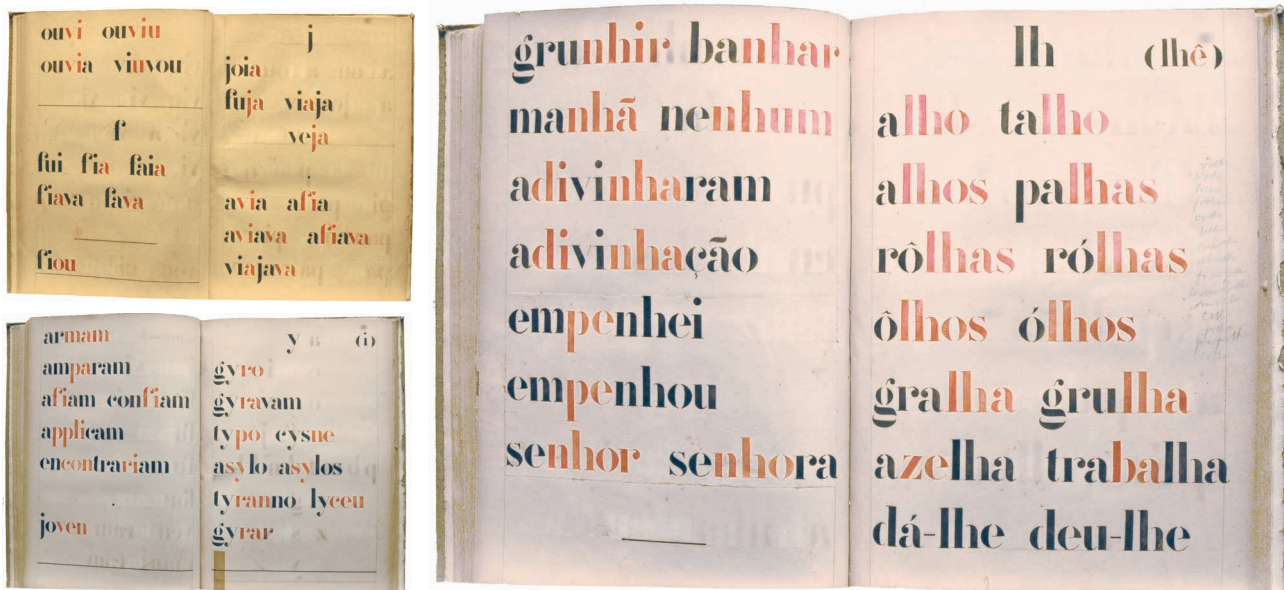 ouvi ouviu
ouvia viuvou
f
fui fia faia
fiava fava
fiou
j
joia
fuja viaja
veja
avia afia
aviava afiava
viajava
armam
amparam
afiam confiam
applicam
encontrariam
joven
y (i)
gyro
gyravam
typo cysne
asylo asylos
tyranno lyceu
gyrar
grunhir banhar
manhã nenhum
adivinharam
adivinhação
empenhei
empenhou
senhor senhora
lh (lhê)
alho talho
alhos palhas
rôlhas rólhas
ôlhos ólhos
gralha grulha
azelha trabalha
dá-lhe deu-lhe